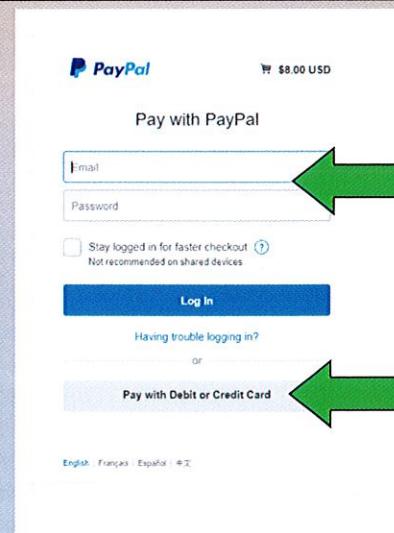 PayPal $8.00 USD
Pay with PayPal
Email
Password
Stay logged in for faster checkout ?
Not recommended on shared devices
Log In
Having trouble logging in?
or
Pay with Debit or Credit Card
English | Français | Español | 中文